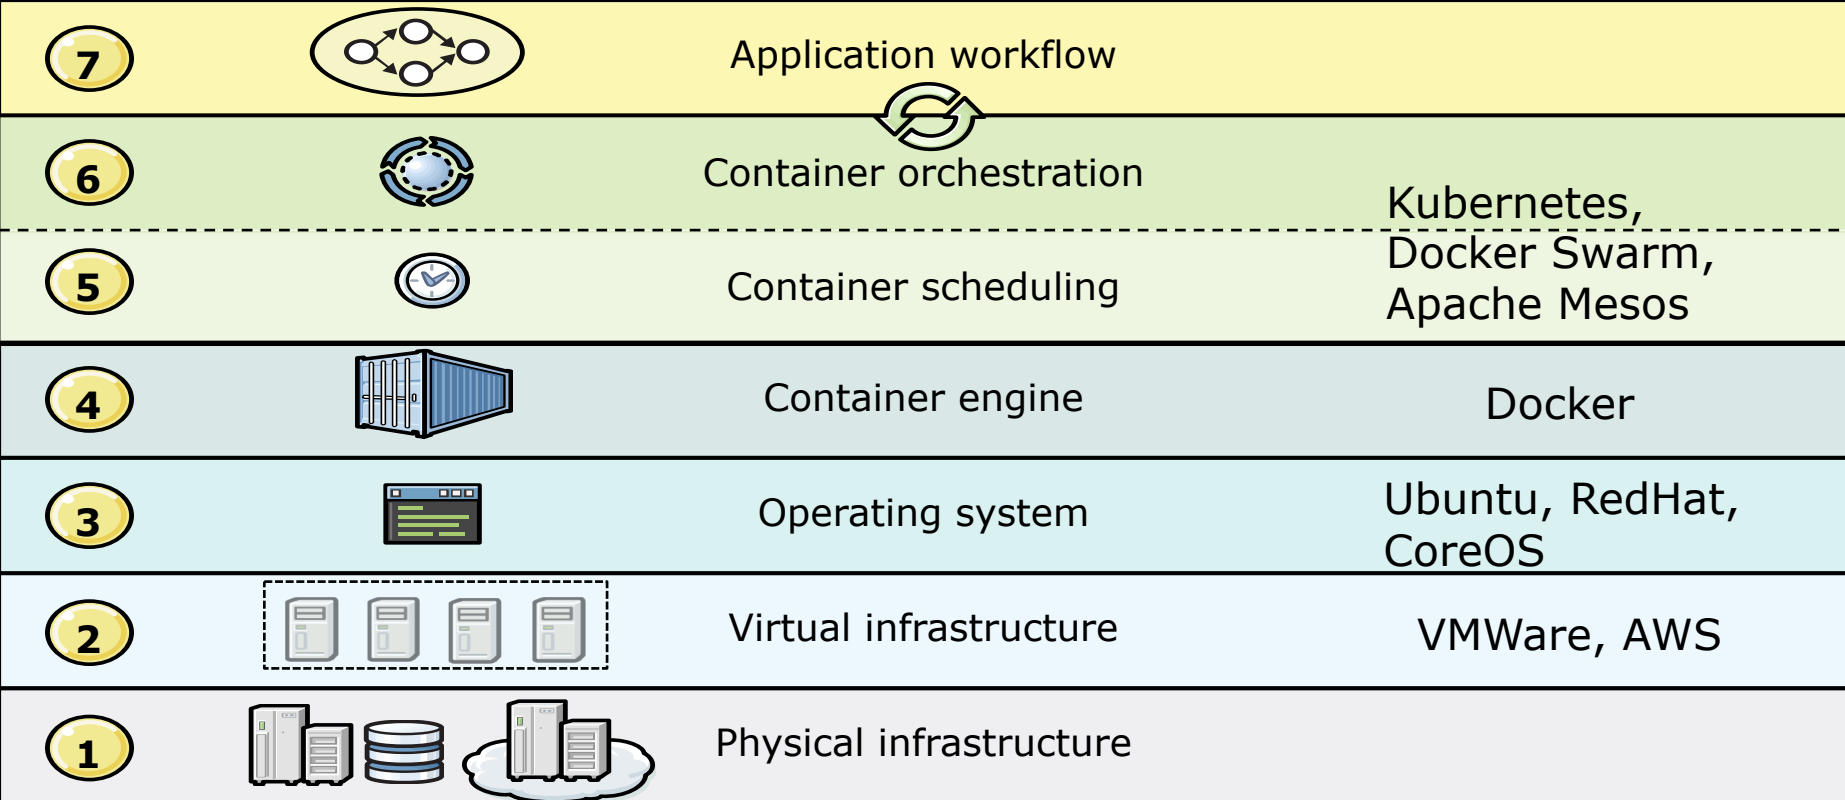 7
Application workflow
6
Container orchestration
Kubernetes,
5
Container scheduling
Docker Swarm,
Apache Mesos
4
Container engine
Docker
3
Operating system
Ubuntu, RedHat,
CoreOS
2
Virtual infrastructure
VMWare, AWS
1
Physical infrastructure